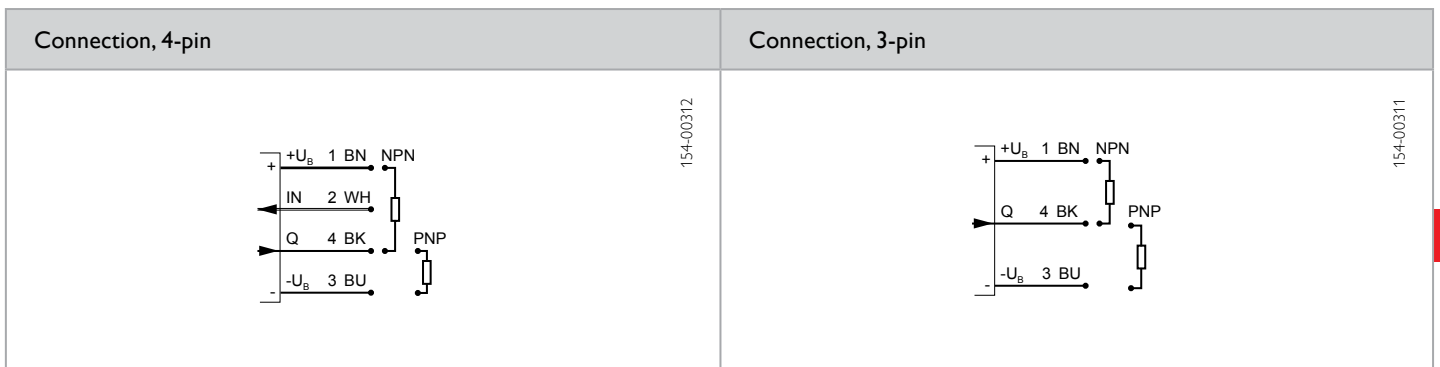 Connection, 4-pin
Connection, 3-pin
154-00312
+U_B 1 BN NPN
+
IN 2 WH
Q 4 BK PNP
-U_B 3 BU
-
154-00311
+U_B 1 BN NPN
+
Q 4 BK PNP
-U_B 3 BU
-